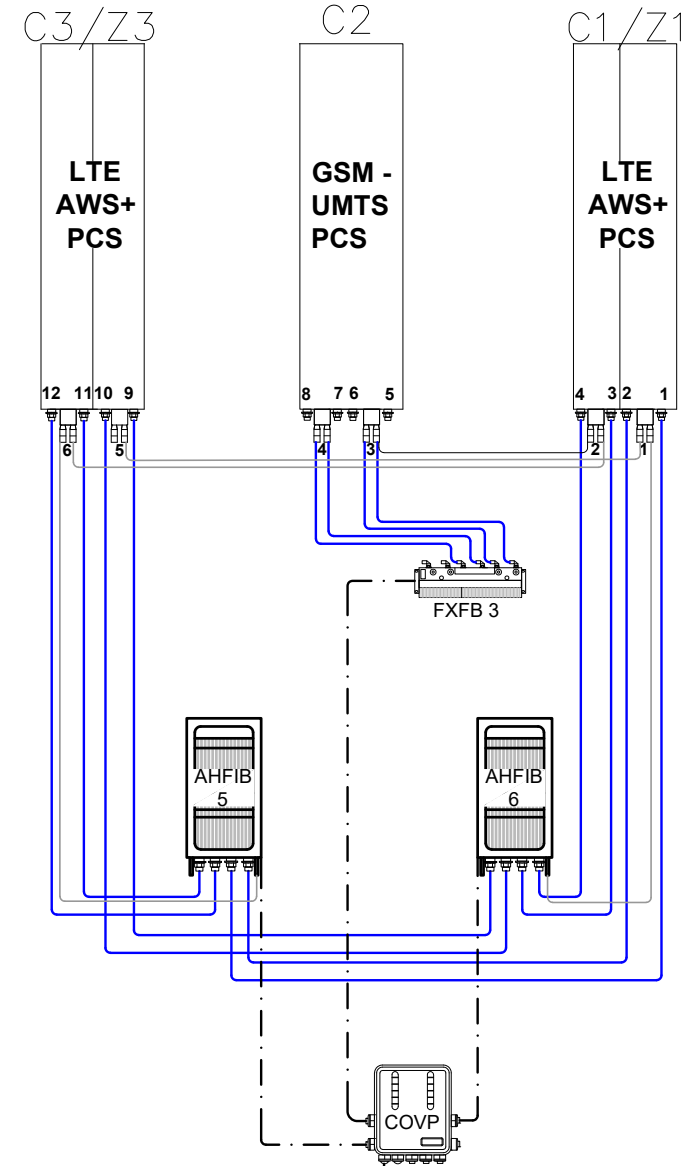 C3/Z3
C2
C1/Z1
LTE
AWS+
PCS
GSM -
UMTS
PCS
LTE
AWS+
PCS
12 11 10 9
8 7 6 5
4 3 2 1
6 5
4 3
2 1
FXFB 3
AHFIB
5
AHFIB
6
COVP